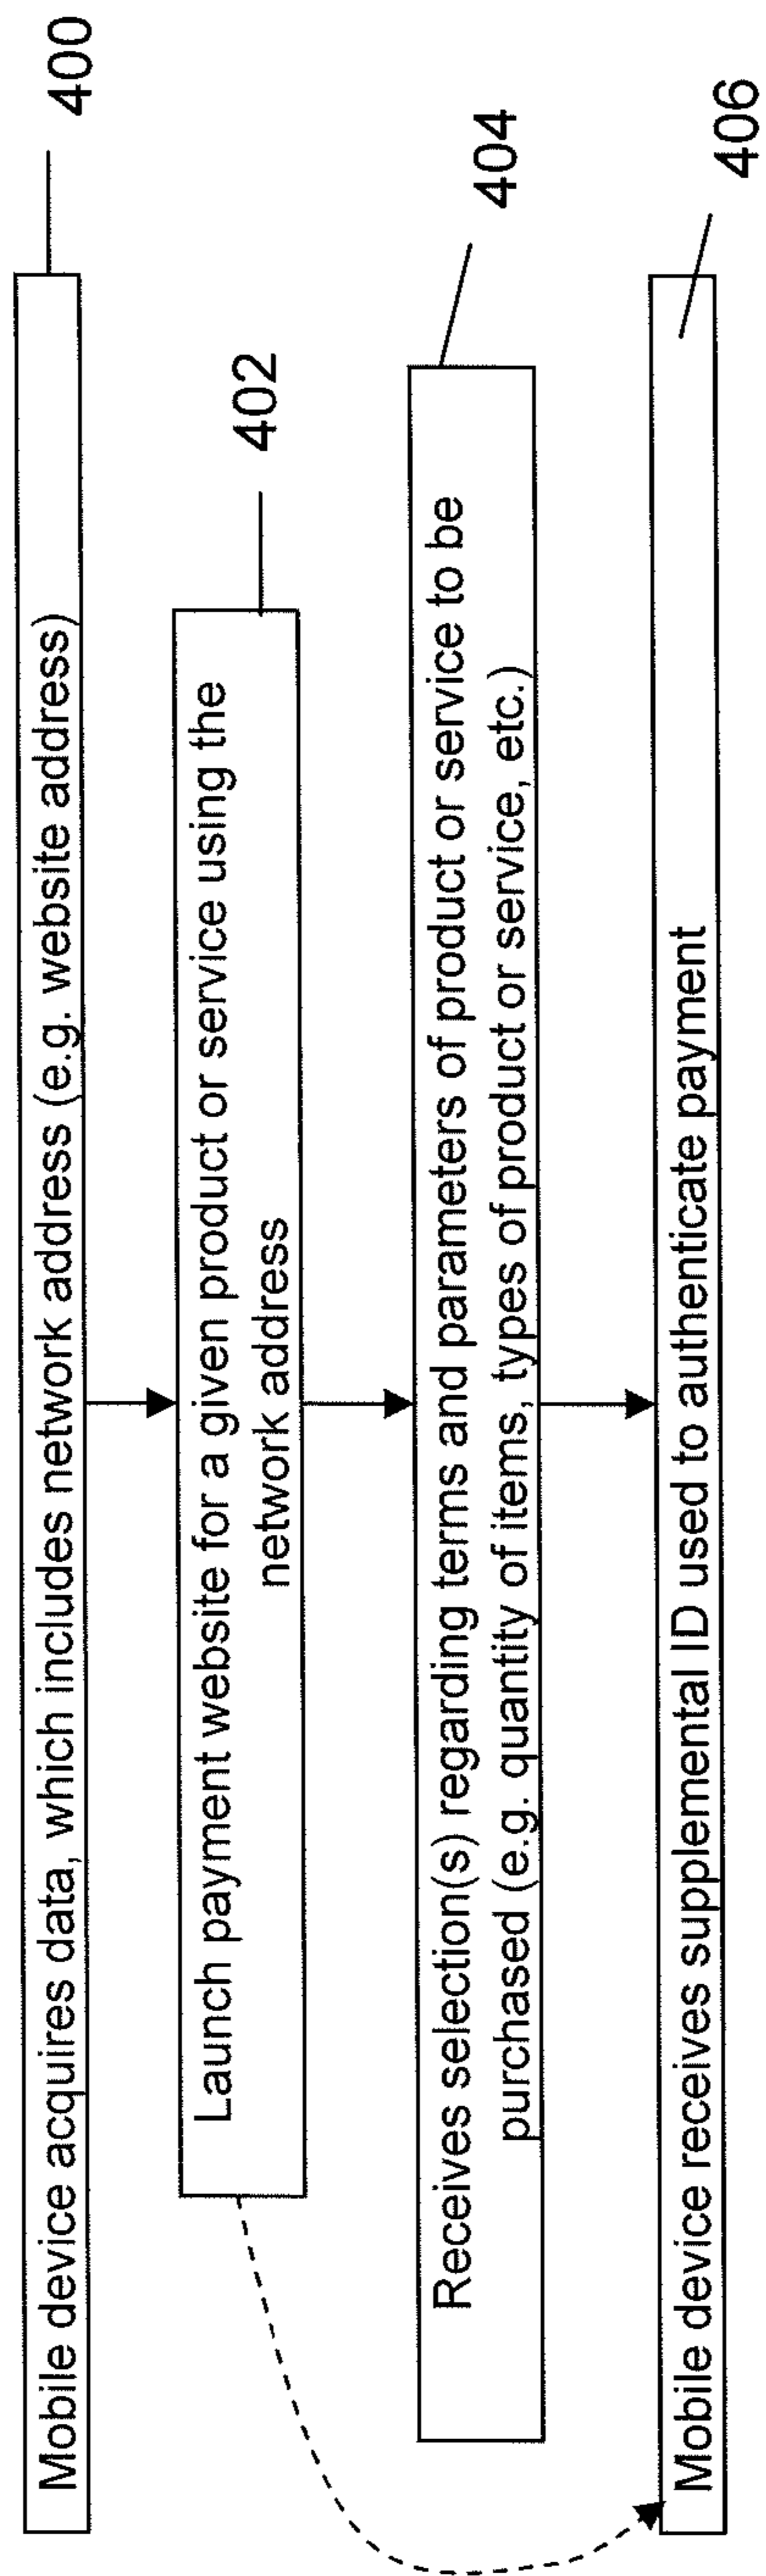 Mobile device acquires data, which includes network address (e.g. website address)
400
Launch payment website for a given product or service using the
network address
402
Receives selection(s) regarding terms and parameters of product or service to be
purchased (e.g. quantity of items, types of product or service, etc.)
404
Mobile device receives supplemental ID used to authenticate payment
406